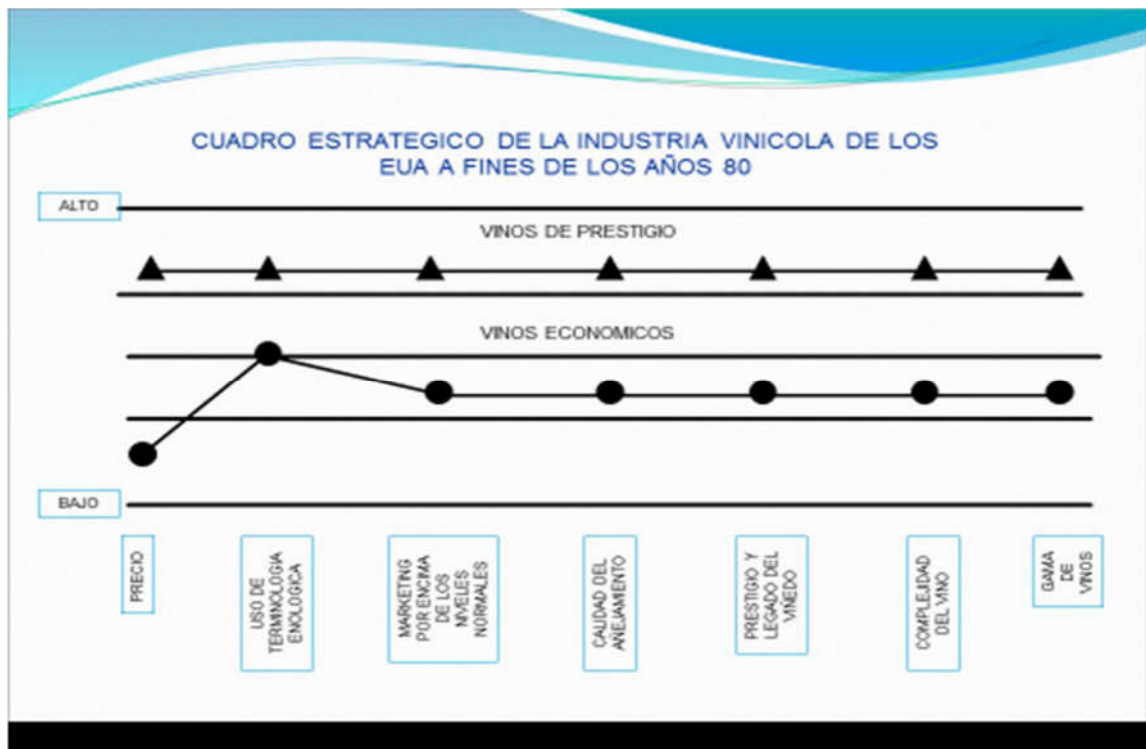 CUADRO ESTRATEGICO DE LA INDUSTRIA VINICOLA DE LOS
EUA A FINES DE LOS AÑOS 80
ALTO
VINOS DE PRESTIGIO
VINOS ECONOMICOS
BAJO
PRECIO
USO DE
TERMINOLOGIA
ENOLOGICA
MARKETING
POR ENCIMA
DE LOS
NIVELES
NORMALES
CALIDAD DEL
AÑEJAMIENTO
PRESTIGIO Y
LEGADO DEL
VIÑEDO
COMPLEJIDAD
DEL VINO
GAMA
DE
VINOS